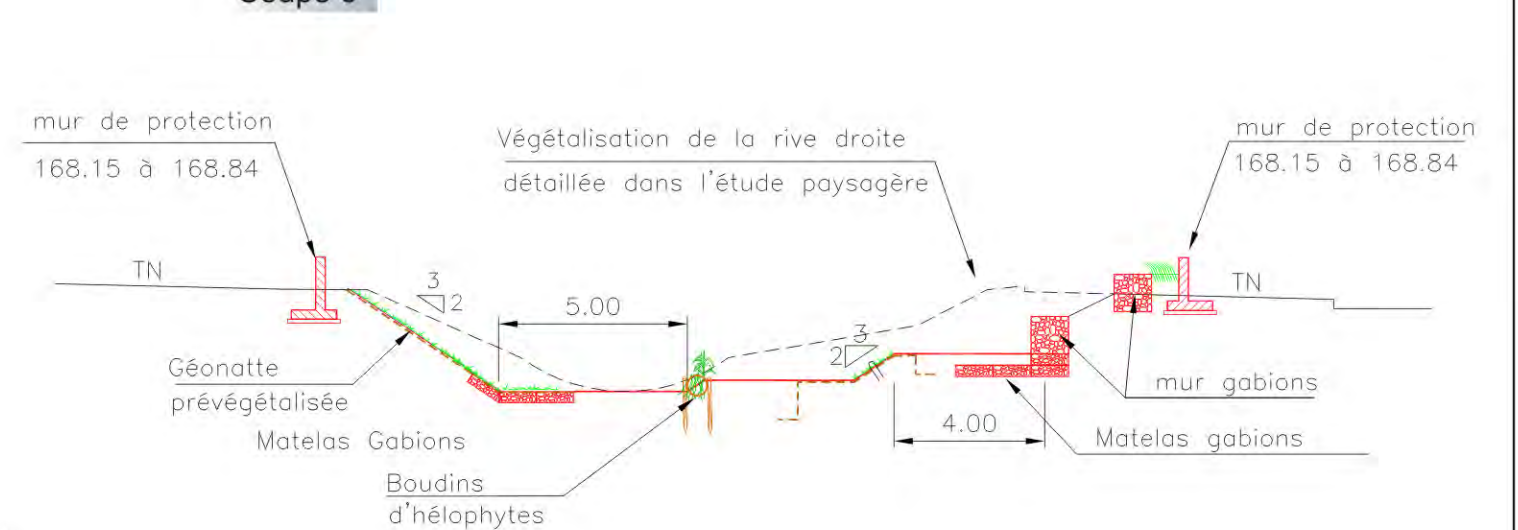 mur de protection
168.15 à 168.84
Végétalisation de la rive droite
détaillée dans l'étude paysagère
mur de protection
168.15 à 168.84
TN
3
2
5.00
TN
3
2
Géonatte
prévégétalisée
mur gabions
4.00
Matelas Gabions
Matelas gabions
Boudins
d'hélophytes